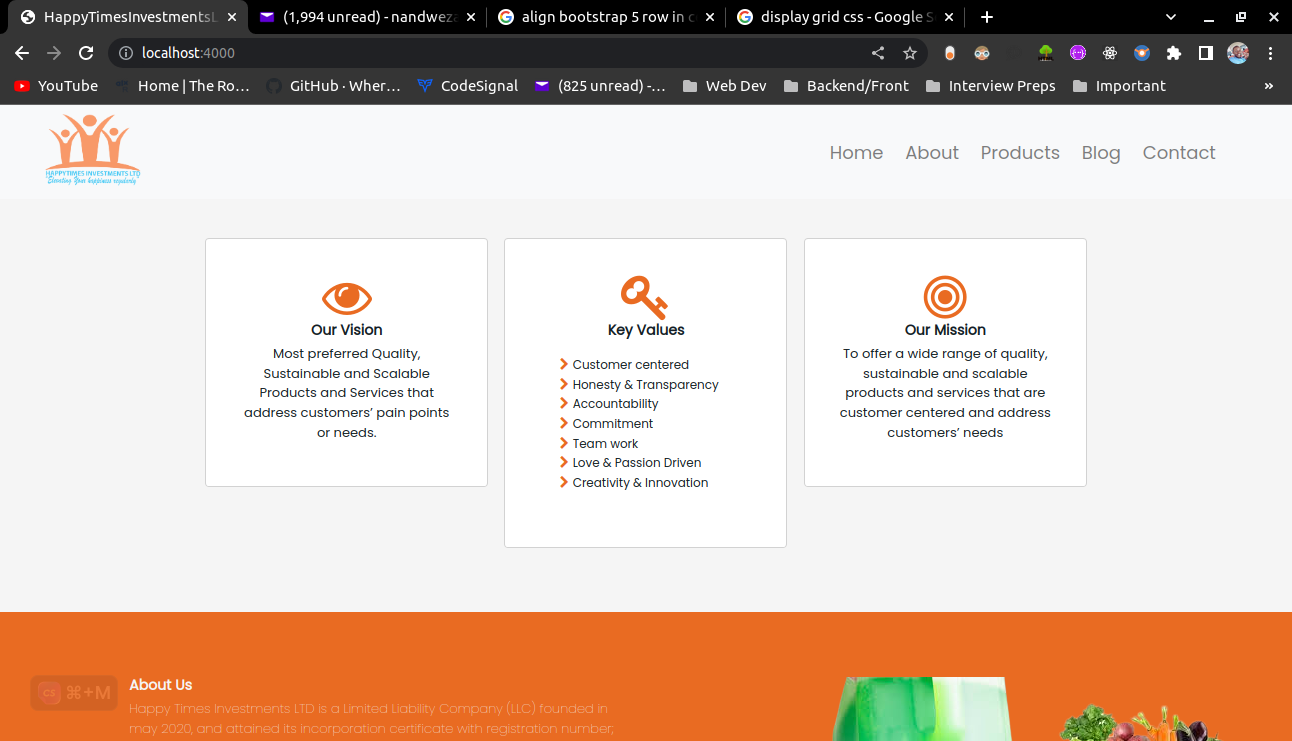 HappyTimesInvestmentsL
(1,994 unread) - nandweza
align bootstrap 5 row in c
display grid css - Google S
localhost:4000
YouTube
Home | The Ro…
GitHub · Wher…
CodeSignal
(825 unread) -…
Web Dev
Backend/Front
Interview Preps
Important
»
HAPPYTIMES INVESTMENTS LTD
Elevating Your happiness regularly
Home
About
Products
Blog
Contact
Our Vision
Most preferred Quality,
Sustainable and Scalable
Products and Services that
address customers’ pain points
or needs.
Key Values
Customer centered
Honesty & Transparency
Accountability
Commitment
Team work
Love & Passion Driven
Creativity & Innovation
Our Mission
To offer a wide range of quality,
sustainable and scalable
products and services that are
customer centered and address
customers’ needs
CS ⌘+M
About Us
Happy Times Investments LTD is a Limited Liability Company (LLC) founded in
may 2020, and attained its incorporation certificate with registration number;